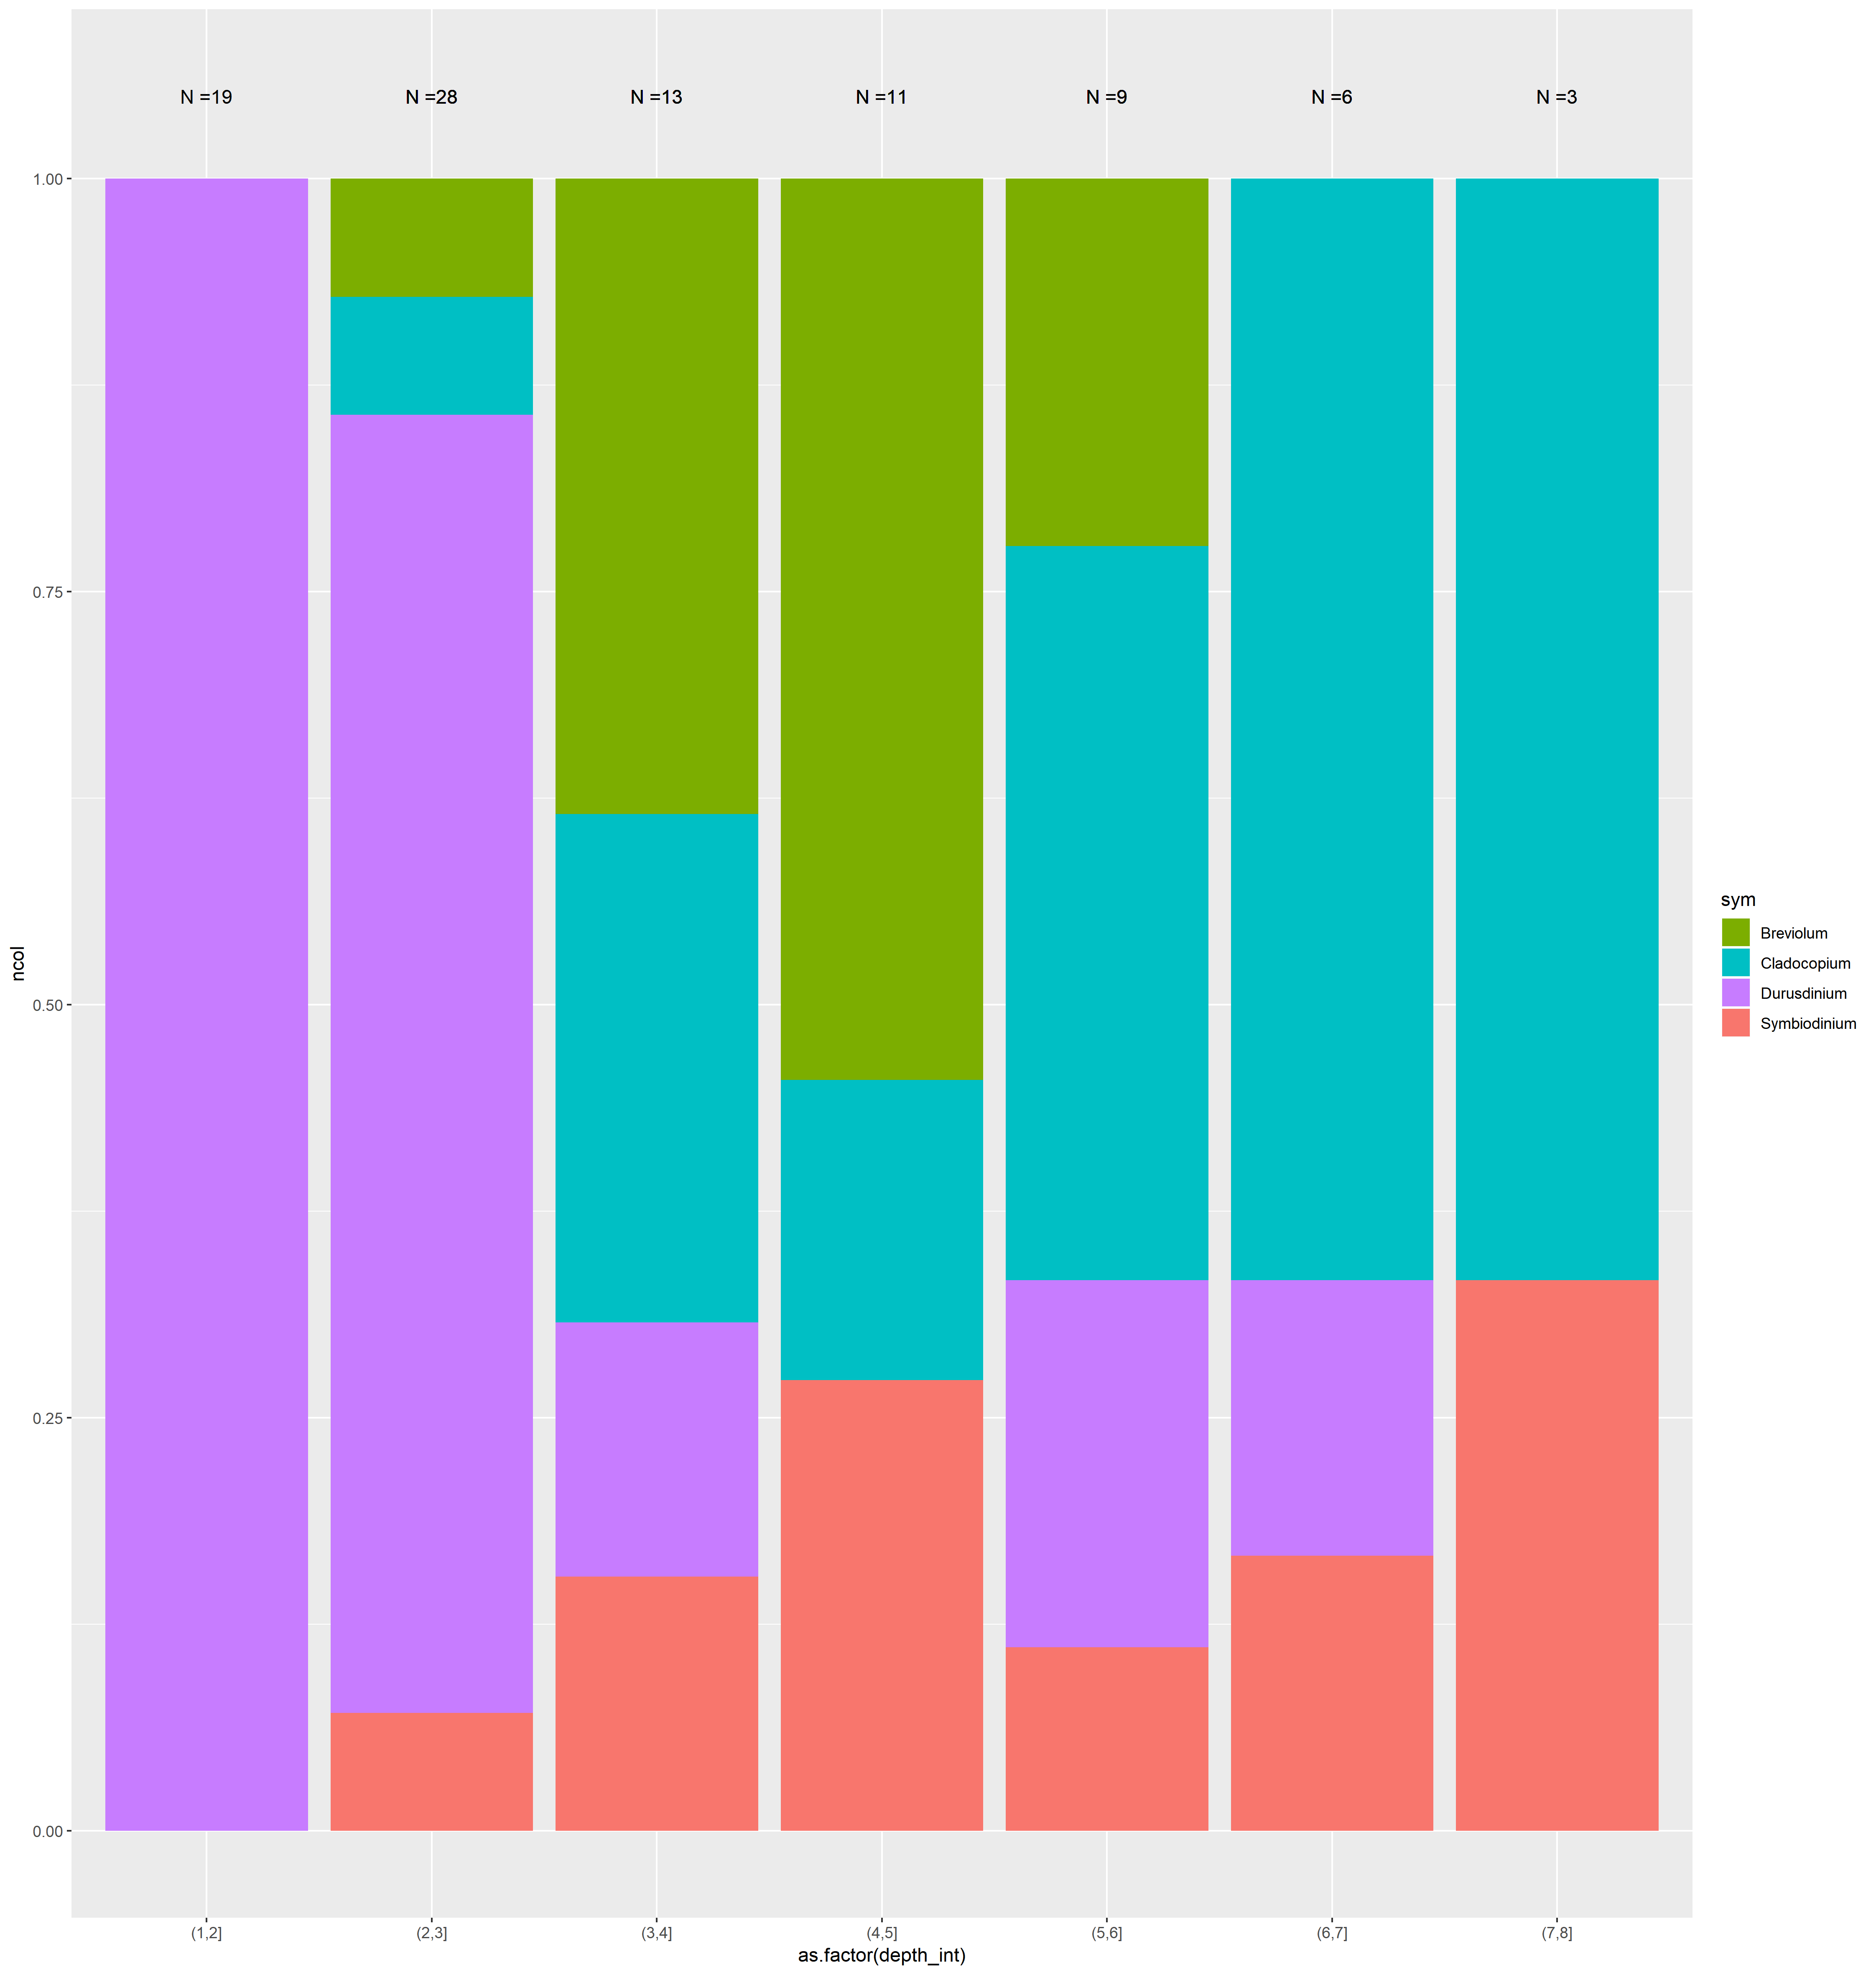 N =19 N =28 N =13 N =11 N =9 N =6 N =3
1.00
0.75
0.50
0.25
0.00
ncol
(1,2] (2,3] (3,4] (4,5] (5,6] (6,7] (7,8]
as.factor(depth_int)
sym
Breviolum
Cladocopium
Durusdinium
Symbiodinium